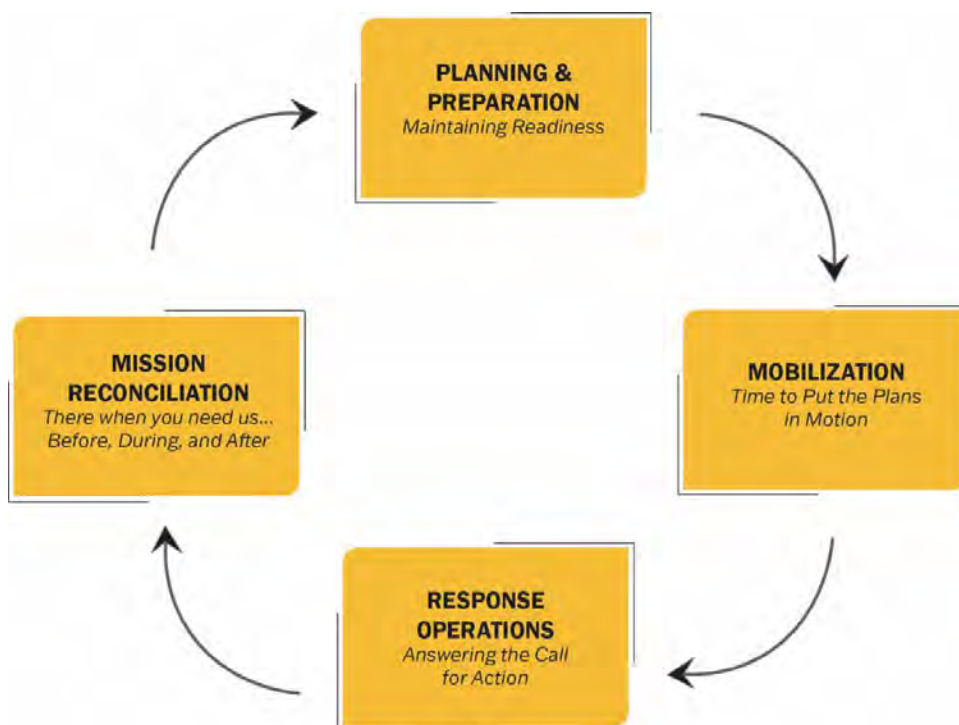 PLANNING &
PREPARATION
Maintaining Readiness
MOBILIZATION
Time to Put the Plans
in Motion
RESPONSE
OPERATIONS
Answering the Call
for Action
MISSION
RECONCILIATION
There when you need us...
Before, During, and After